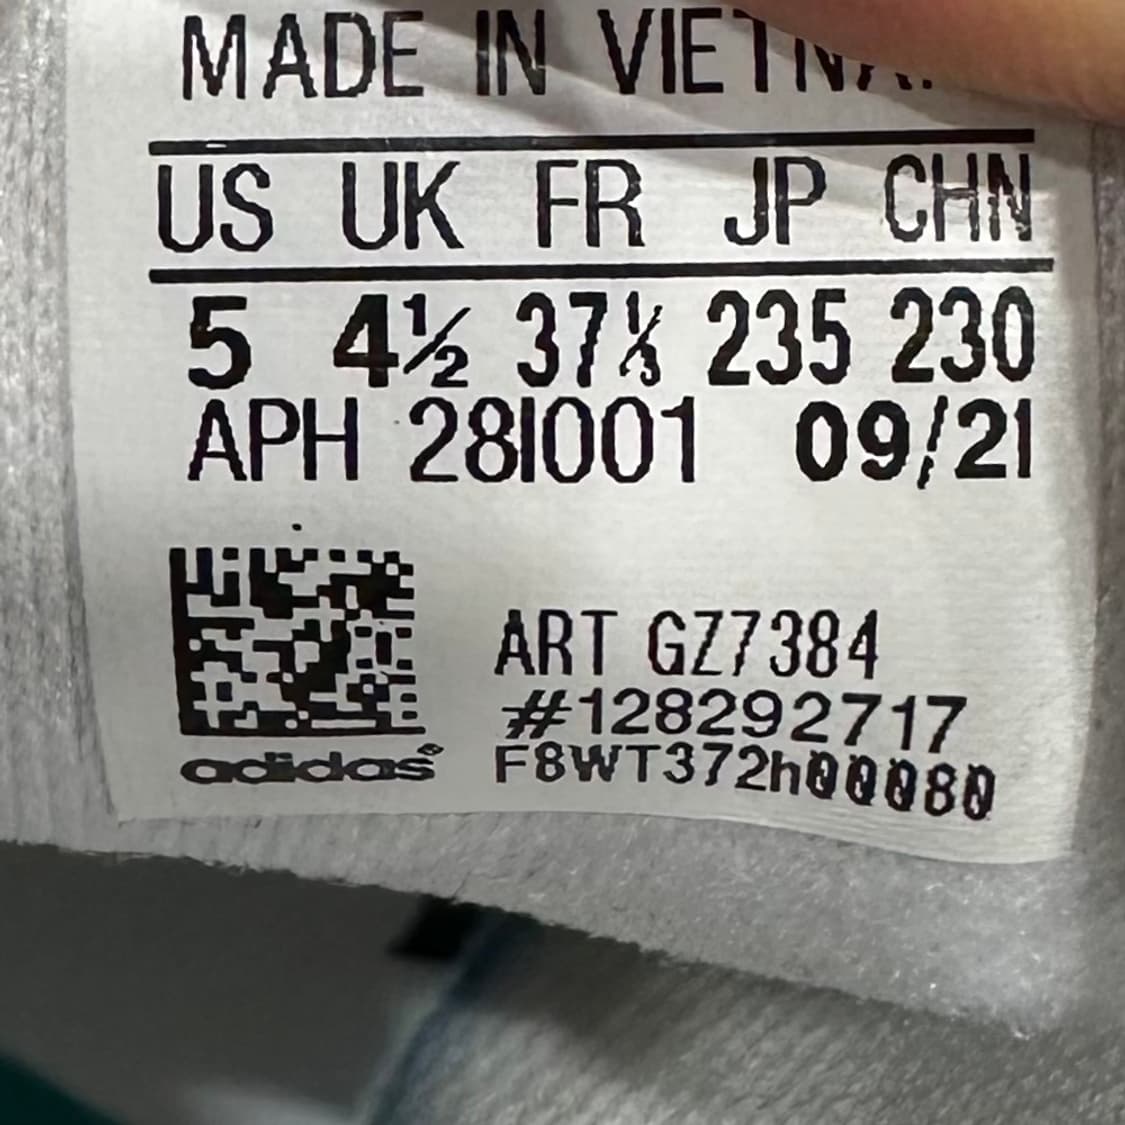 MADE IN VIETNA
US UK FR JP CHN
5 4½ 37⅓ 235 230
APH 281001 09/21
ART GZ7384
#128292717
adidas® F8WT372h00080